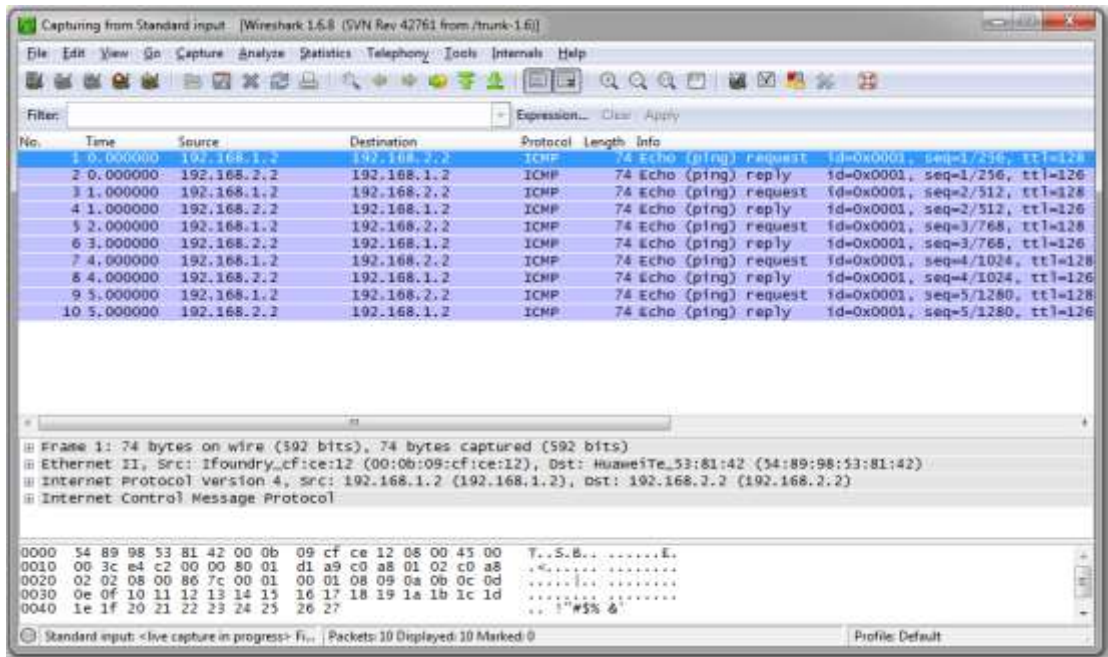 Capturing from Standard input [Wireshark 1.6.8 (SVN Rev 42761 from /trunk-1.6)]
File Edit View Go Capture Analyze Statistics Telephony Tools Internals Help
Filter: Expression... Clear Apply
No. Time Source Destination Protocol Length Info
1 0.000000 192.168.1.2 192.168.2.2 ICMP 74 Echo (ping) request id=0x0001, seq=1/256, ttl=128
2 0.000000 192.168.2.2 192.168.1.2 ICMP 74 Echo (ping) reply id=0x0001, seq=1/256, ttl=126
3 1.000000 192.168.1.2 192.168.2.2 ICMP 74 Echo (ping) request id=0x0001, seq=2/512, ttl=128
4 1.000000 192.168.2.2 192.168.1.2 ICMP 74 Echo (ping) reply id=0x0001, seq=2/512, ttl=126
5 2.000000 192.168.1.2 192.168.2.2 ICMP 74 Echo (ping) request id=0x0001, seq=3/768, ttl=128
6 3.000000 192.168.2.2 192.168.1.2 ICMP 74 Echo (ping) reply id=0x0001, seq=3/768, ttl=126
7 4.000000 192.168.1.2 192.168.2.2 ICMP 74 Echo (ping) request id=0x0001, seq=4/1024, ttl=128
8 4.000000 192.168.2.2 192.168.1.2 ICMP 74 Echo (ping) reply id=0x0001, seq=4/1024, ttl=126
9 5.000000 192.168.1.2 192.168.2.2 ICMP 74 Echo (ping) request id=0x0001, seq=5/1280, ttl=128
10 5.000000 192.168.2.2 192.168.1.2 ICMP 74 Echo (ping) reply id=0x0001, seq=5/1280, ttl=126
Frame 1: 74 bytes on wire (592 bits), 74 bytes captured (592 bits)
Ethernet II, Src: Ifoundry_cf:ce:12 (00:0b:09:cf:ce:12), Dst: HuaweiTe_53:81:42 (54:89:98:53:81:42)
Internet Protocol Version 4, Src: 192.168.1.2 (192.168.1.2), Dst: 192.168.2.2 (192.168.2.2)
Internet Control Message Protocol
0000 54 89 98 53 81 42 00 0b 09 cf ce 12 08 00 45 00 T..S.B.. ......E.
0010 00 3c e4 c2 00 00 80 01 d1 a9 c0 a8 01 02 c0 a8 .<...... ........
0020 02 02 08 00 86 7c 00 01 00 01 08 09 0a 0b 0c 0d .....|.. ........
0030 0e 0f 10 11 12 13 14 15 16 17 18 19 1a 1b 1c 1d ........ ........
0040 1e 1f 20 21 22 23 24 25 26 27 .. !"#$% &'
Standard input: <live capture in progress> Fi... Packets: 10 Displayed: 10 Marked: 0 Profile: Default